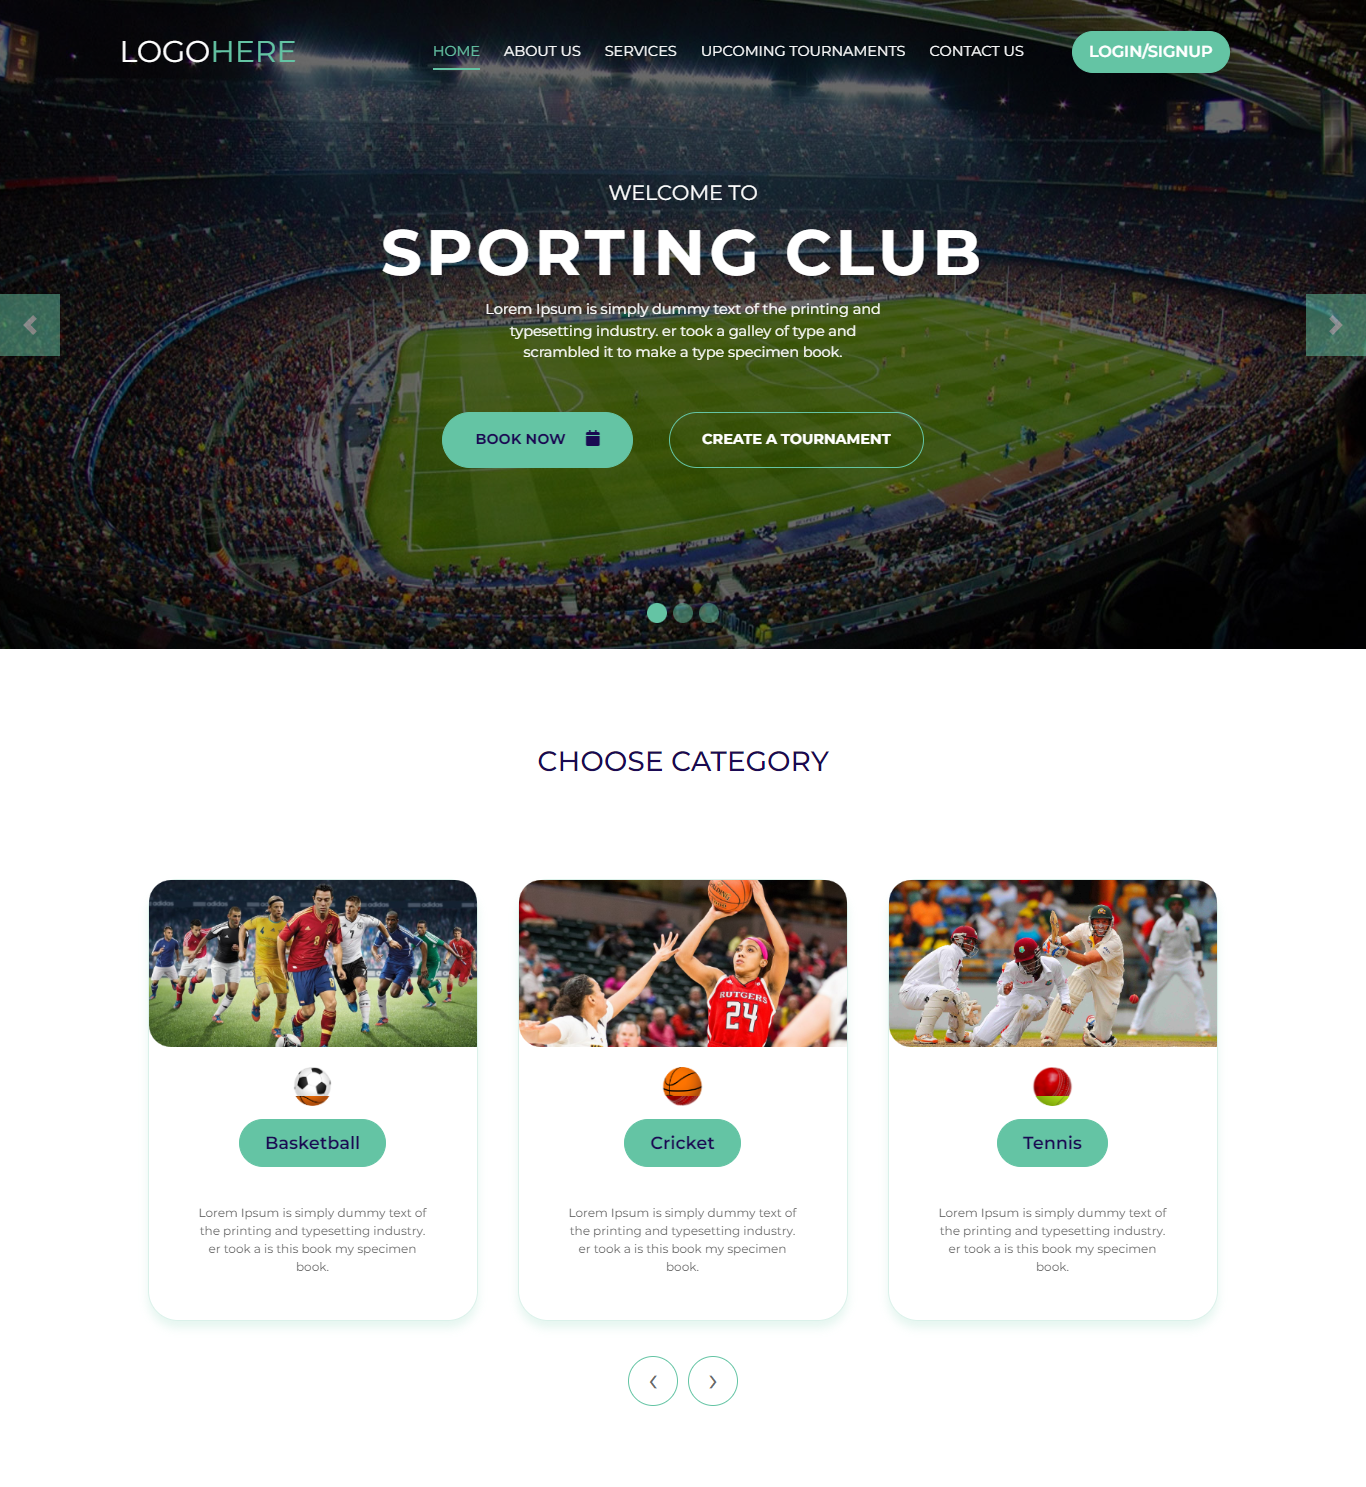 LOGOHERE
HOME ABOUT US SERVICES UPCOMING TOURNAMENTS CONTACT US LOGIN/SIGNUP
WELCOME TO
SPORTING CLUB
Lorem Ipsum is simply dummy text of the printing and
typesetting industry. er took a galley of type and
scrambled it to make a type specimen book.
BOOK NOW
CREATE A TOURNAMENT
CHOOSE CATEGORY
RUTGERS
24
Basketball
Lorem Ipsum is simply dummy text of
the printing and typesetting industry.
er took a is this book my specimen
book.
Cricket
Lorem Ipsum is simply dummy text of
the printing and typesetting industry.
er took a is this book my specimen
book.
Tennis
Lorem Ipsum is simply dummy text of
the printing and typesetting industry.
er took a is this book my specimen
book.